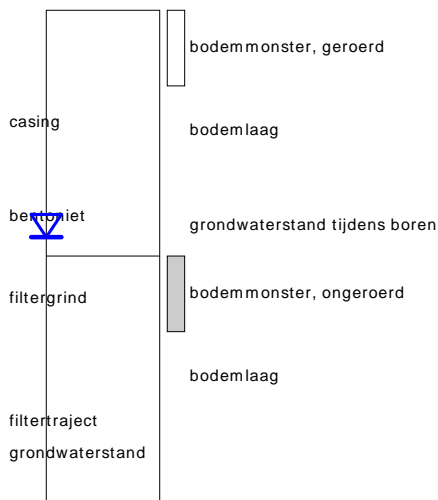 bodemmonster, geroerd
casing
bodemlaag
bentoniet
grondwaterstand tijdens boren
filtergrind
bodemmonster, ongeroerd
bodemlaag
filtertraject
grondwaterstand